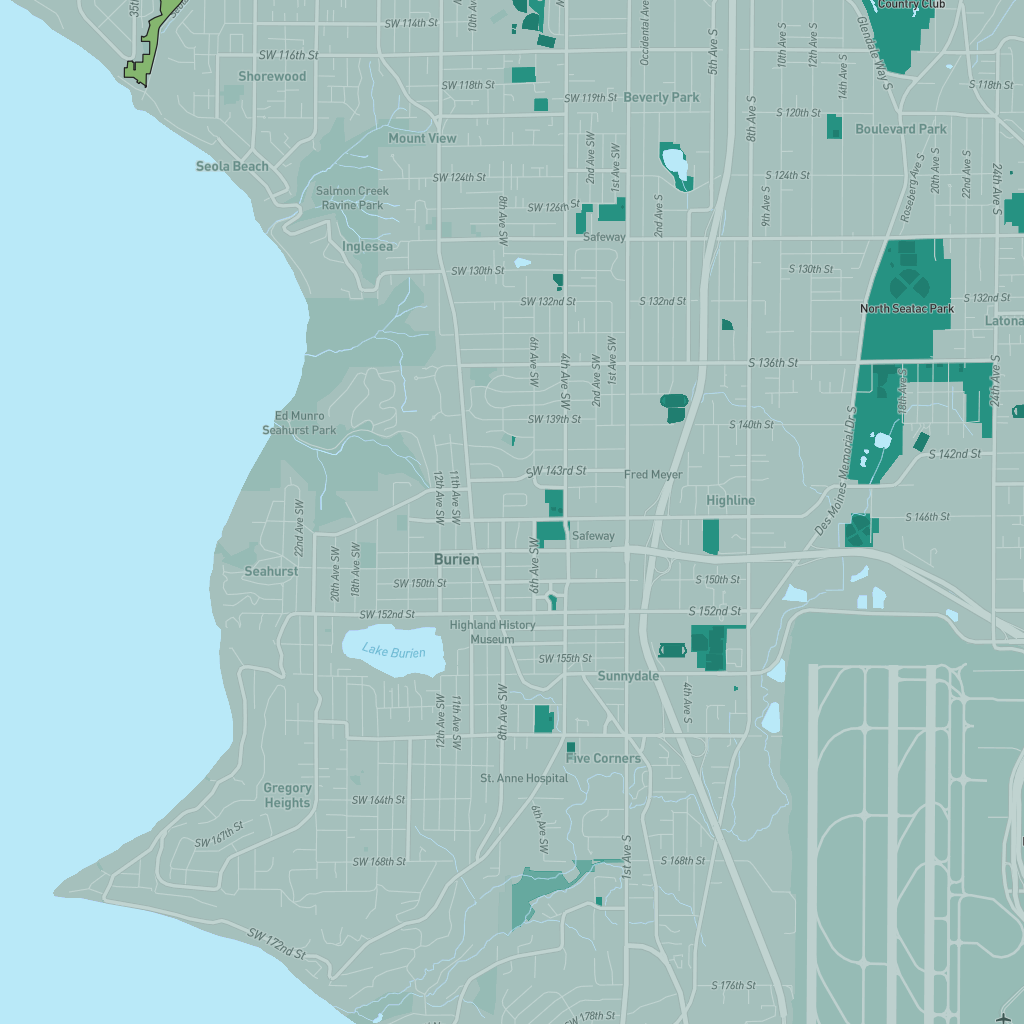 Country Club
35th
SW 114th St
10th Ave
Occidental Ave
5th Ave S
10th Ave S
12th Ave S
Glendale Way S
SW 116th St
14th Ave S
Shorewood
SW 118th St
SW 119th St
Beverly Park
8th Ave S
S 118th St
S 120th St
Boulevard Park
Mount View
2nd Ave SW
1st Ave SW
Seola Beach
SW 124th St
S 124th St
20th Ave S
22nd Ave S
24th Ave S
Roseberg Ave S
Salmon Creek
Ravine Park
8th Ave SW
SW 126th St
2nd Ave S
9th Ave S
Inglesea
Safeway
SW 130th St
S 130th St
SW 132nd St
S 132nd St
S 132nd St
North Seatac Park
Latona
6th Ave SW
4th Ave SW
2nd Ave SW
1st Ave SW
S 136th St
18th Ave S
24th Ave S
Ed Munro
Seahurst Park
SW 139th St
S 140th St
Des Moines Memorial Dr S
S 142nd St
SW 143rd St
Fred Meyer
12th Ave SW
11th Ave SW
Highline
22nd Ave SW
S 146th St
Safeway
Burien
6th Ave SW
Seahurst
20th Ave SW
18th Ave SW
SW 150th St
S 150th St
SW 152nd St
S 152nd St
Highland History
Museum
Lake Burien
SW 155th St
Sunnydale
4th Ave S
12th Ave SW
11th Ave SW
8th Ave SW
Five Corners
St. Anne Hospital
Gregory
Heights
SW 164th St
6th Ave SW
SW 167th St
SW 168th St
1st Ave S
S 168th St
SW 172nd St
S 176th St
SW 178th St